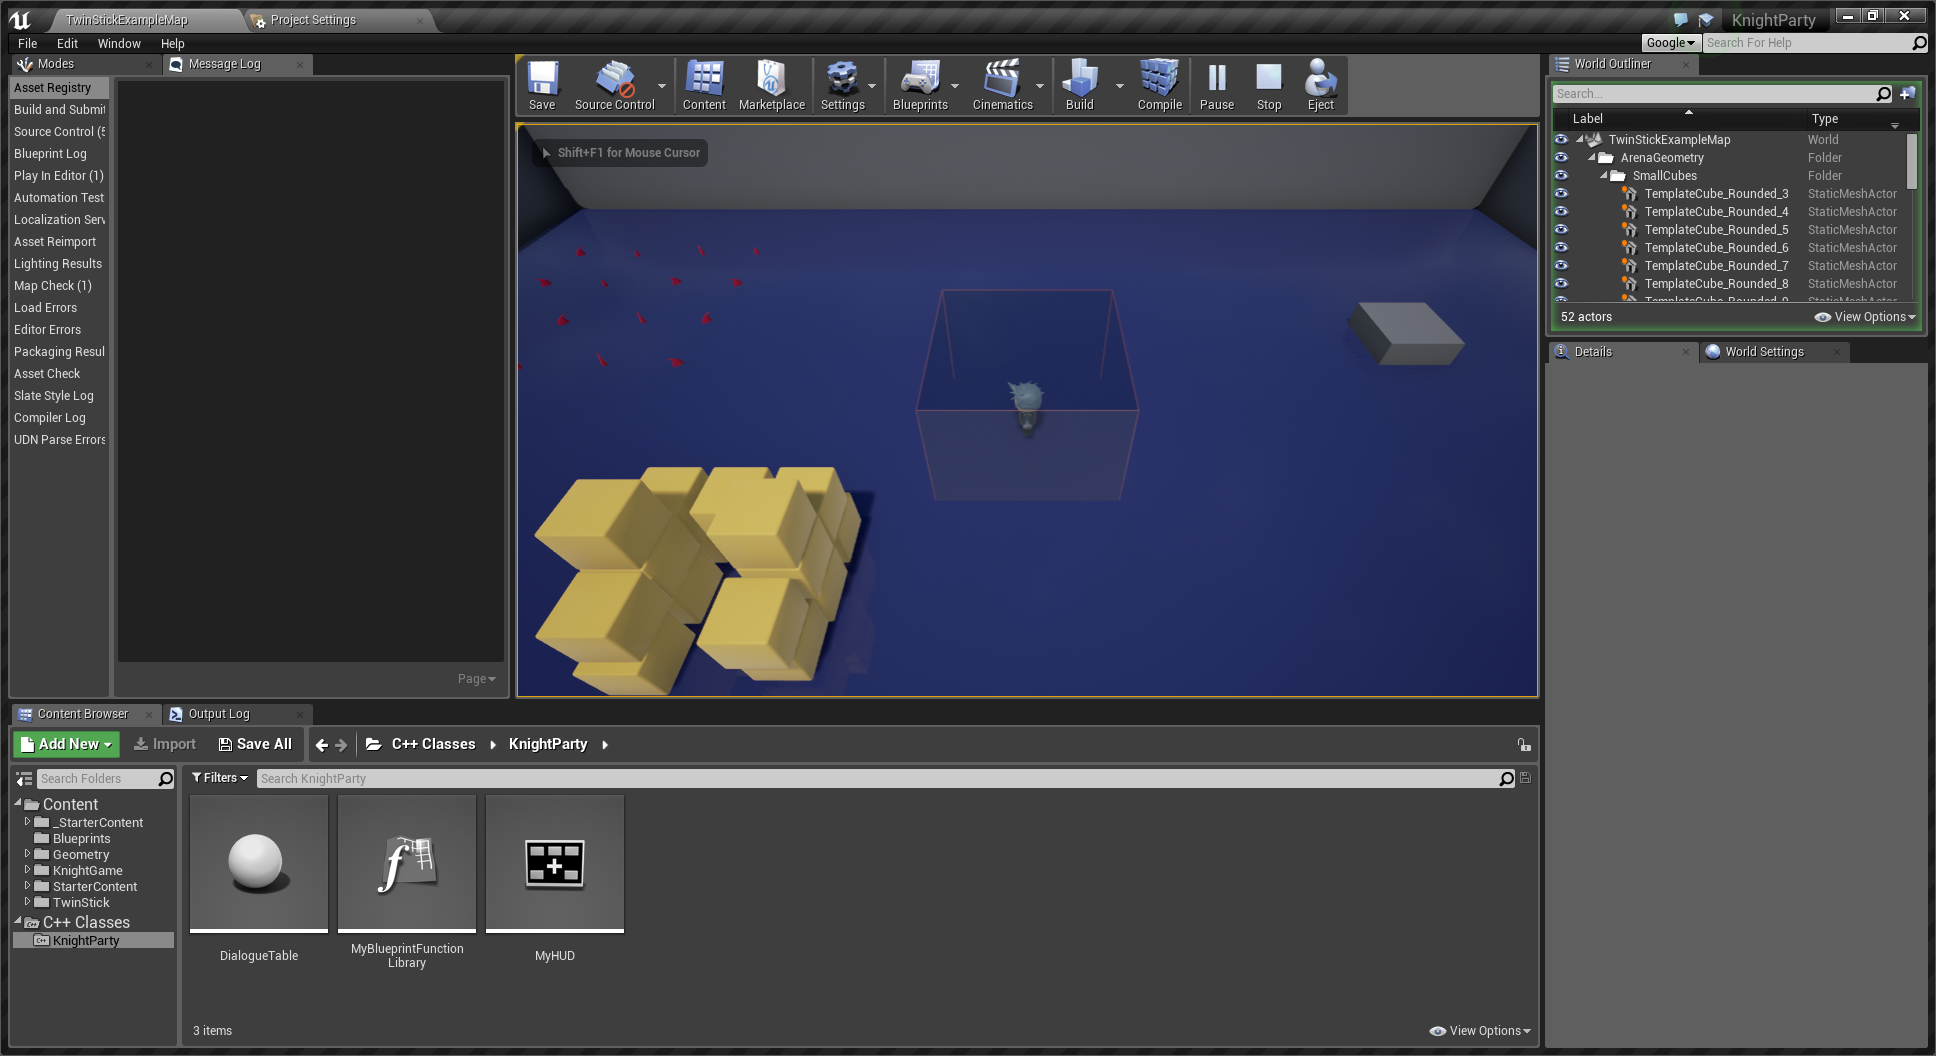 TwinStickExampleMap
Project Settings
KnightParty
File Edit Window Help
Google
Search For Help
Modes
Message Log
Asset Registry
Build and Submit
Source Control (5
Blueprint Log
Play In Editor (1)
Automation Test
Localization Serv
Asset Reimport
Lighting Results
Map Check (1)
Load Errors
Editor Errors
Packaging Resul
Asset Check
Slate Style Log
Compiler Log
UDN Parse Errors
Page
Save
Source Control
Content
Marketplace
Settings
Blueprints
Cinematics
Build
Compile
Pause
Stop
Eject
Shift+F1 for Mouse Cursor
World Outliner
Search...
Label Type
TwinStickExampleMap World
ArenaGeometry Folder
SmallCubes Folder
TemplateCube_Rounded_3 StaticMeshActor
TemplateCube_Rounded_4 StaticMeshActor
TemplateCube_Rounded_5 StaticMeshActor
TemplateCube_Rounded_6 StaticMeshActor
TemplateCube_Rounded_7 StaticMeshActor
TemplateCube_Rounded_8 StaticMeshActor
52 actors
View Options
Details
World Settings
Content Browser
Output Log
Add New
Import
Save All
C++ Classes
KnightParty
Search Folders
Filters
Search KnightParty
Content
_StarterContent
Blueprints
Geometry
KnightGame
StarterContent
TwinStick
C++ Classes
KnightParty
DialogueTable
MyBlueprintFunction
Library
MyHUD
3 items
View Options